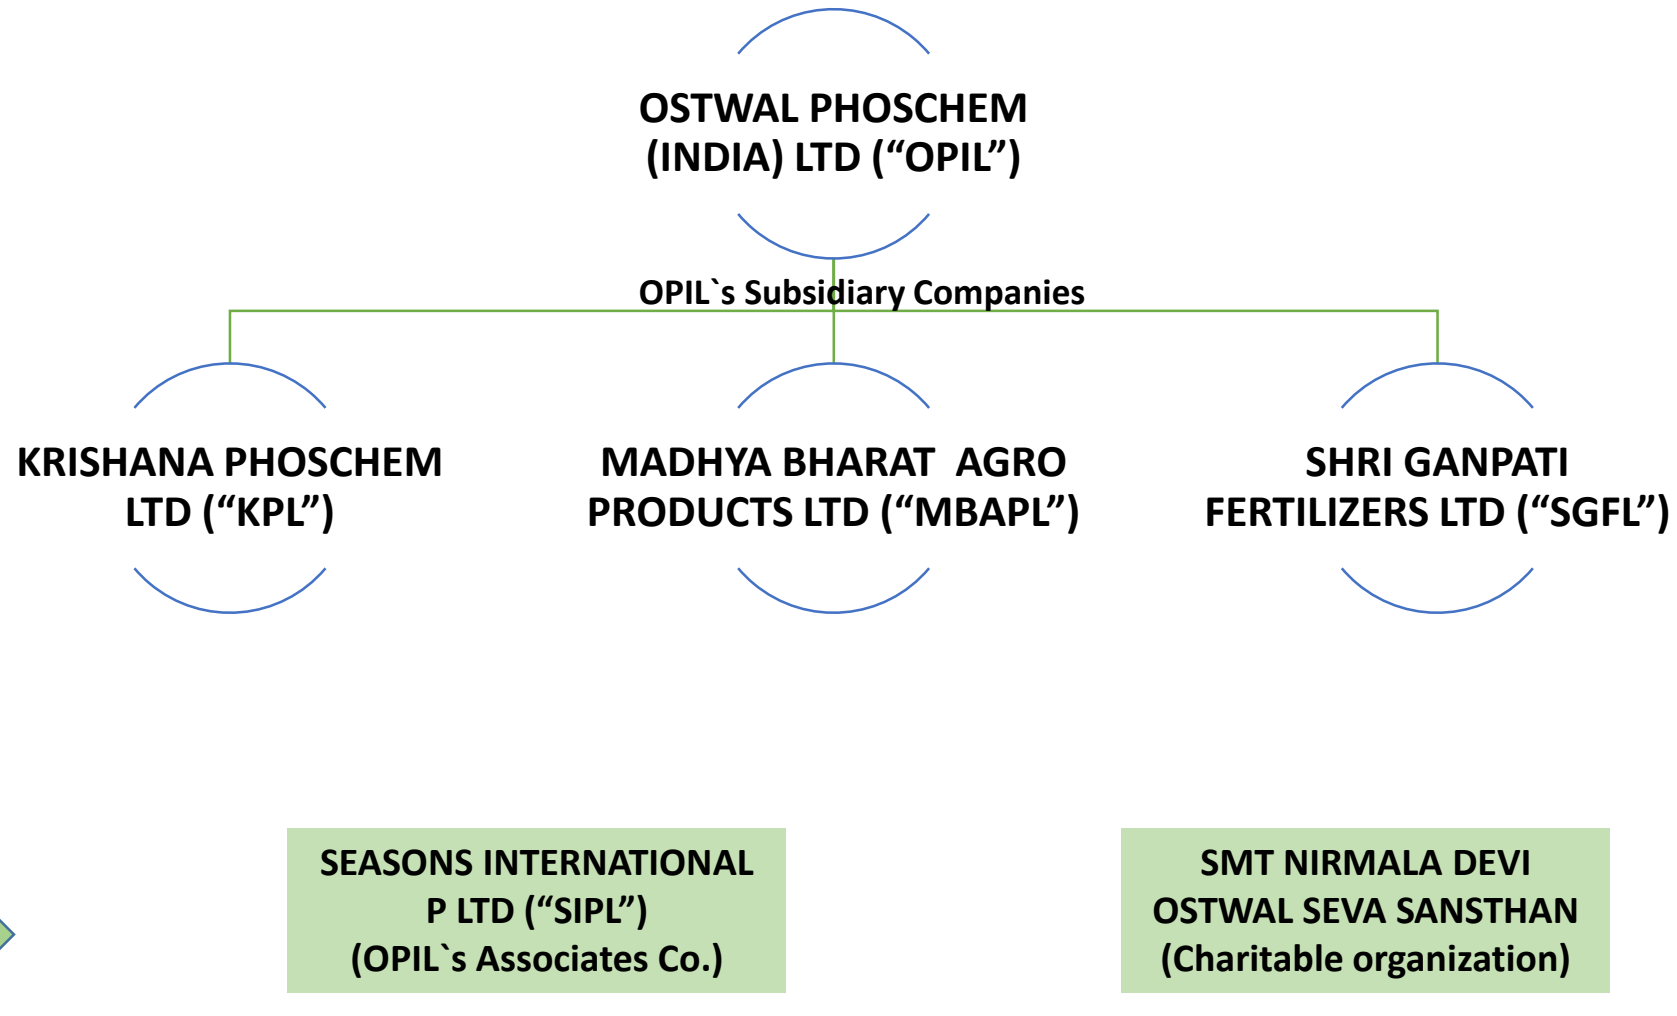 OSTWAL PHOSCHEM
(INDIA) LTD (“OPIL”)
OPIL`s Subsidiary Companies
KRISHANA PHOSCHEM
LTD (“KPL”)
MADHYA BHARAT  AGRO
PRODUCTS LTD (“MBAPL”)
SHRI GANPATI
FERTILIZERS LTD (“SGFL”)
SEASONS INTERNATIONAL
P LTD (“SIPL”)
(OPIL`s Associates Co.)
SMT NIRMALA DEVI
OSTWAL SEVA SANSTHAN
(Charitable organization)